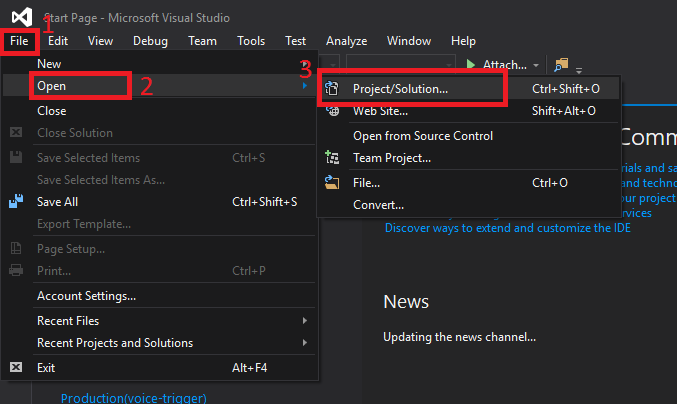 Start Page - Microsoft Visual Studio
1
File Edit View Debug Team Tools Test Analyze Window Help
New
Attach...
3
Open
2
Project/Solution... Ctrl+Shift+O
Close
Web Site... Shift+Alt+O
Close Solution
Open from Source Control
Save Selected Items Ctrl+S
Team Project...
Save Selected Items As...
File... Ctrl+O
Save All Ctrl+Shift+S
Convert...
Export Template...
Page Setup...
Print... Ctrl+P
Account Settings...
Recent Files
Recent Projects and Solutions
Exit Alt+F4
Comm
and techno
our project
rvices
Discover ways to extend and customize the IDE
News
Updating the news channel...
Production(voice-trigger)